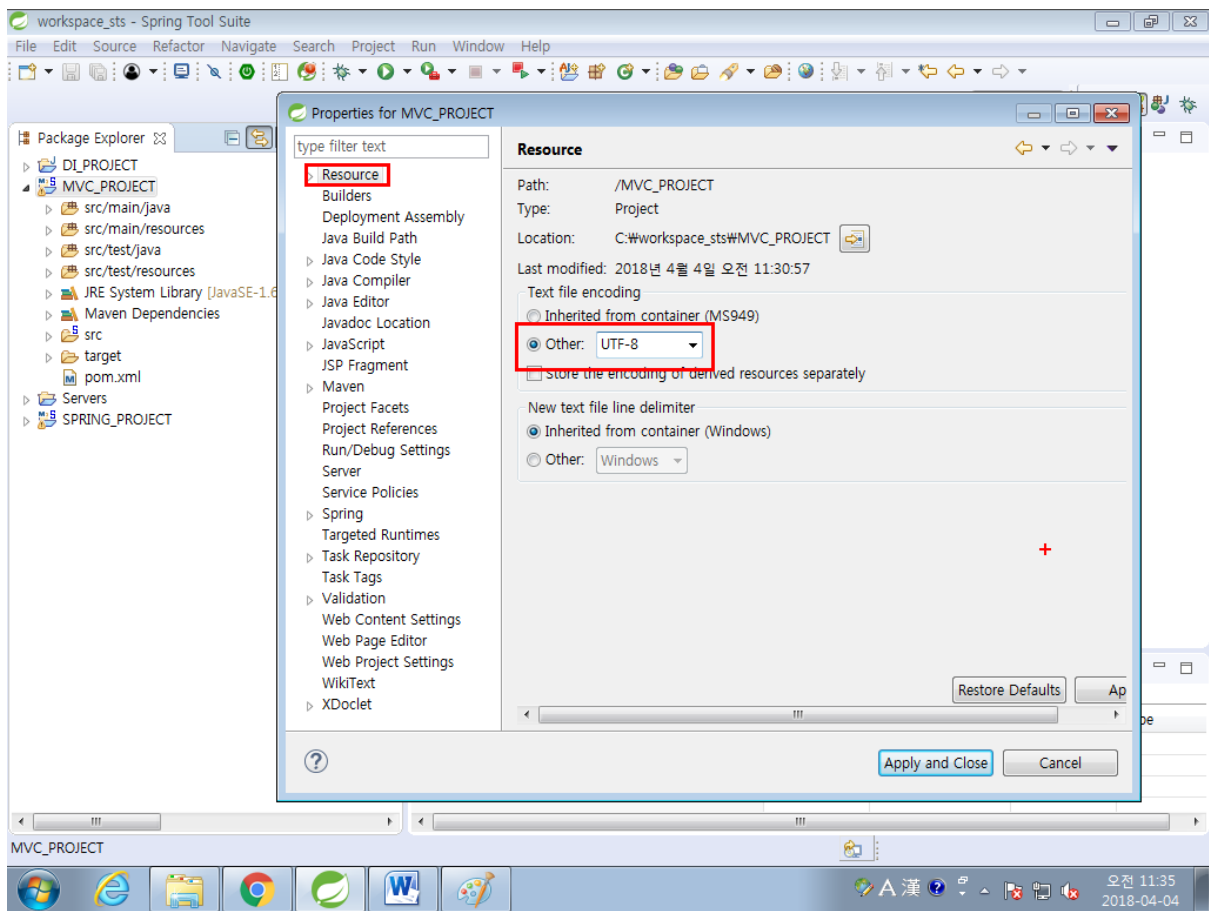 workspace_sts - Spring Tool Suite
File Edit Source Refactor Navigate Search Project Run Window Help
Package Explorer
DI_PROJECT
MVC_PROJECT
src/main/java
src/main/resources
src/test/java
src/test/resources
JRE System Library [JavaSE-1.6
Maven Dependencies
src
target
pom.xml
Servers
SPRING_PROJECT
Properties for MVC_PROJECT
type filter text
Resource
Builders
Deployment Assembly
Java Build Path
Java Code Style
Java Compiler
Java Editor
Javadoc Location
JavaScript
JSP Fragment
Maven
Project Facets
Project References
Run/Debug Settings
Server
Service Policies
Spring
Targeted Runtimes
Task Repository
Task Tags
Validation
Web Content Settings
Web Page Editor
Web Project Settings
WikiText
XDoclet
Resource
Path: /MVC_PROJECT
Type: Project
Location: C:₩workspace_sts₩MVC_PROJECT
Last modified: 2018년 4월 4일 오전 11:30:57
Text file encoding
Inherited from container (MS949)
Other: UTF-8
Store the encoding of derived resources separately
New text file line delimiter
Inherited from container (Windows)
Other: Windows
Restore Defaults Ap
Apply and Close Cancel
pe
MVC_PROJECT
A 漢
오전 11:35
2018-04-04